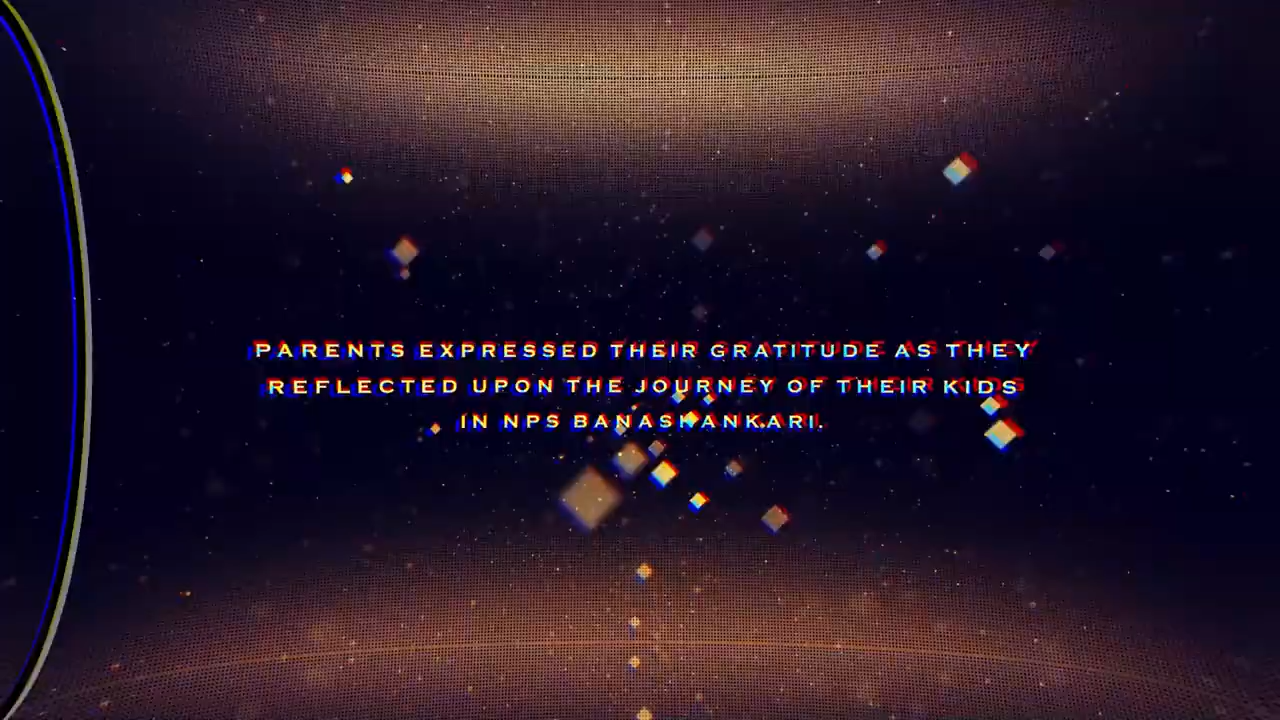 PARENTS EXPRESSED THEIR GRATITUDE AS THEY
REFLECTED UPON THE JOURNEY OF THEIR KIDS
IN NPS BANASHANKARI.